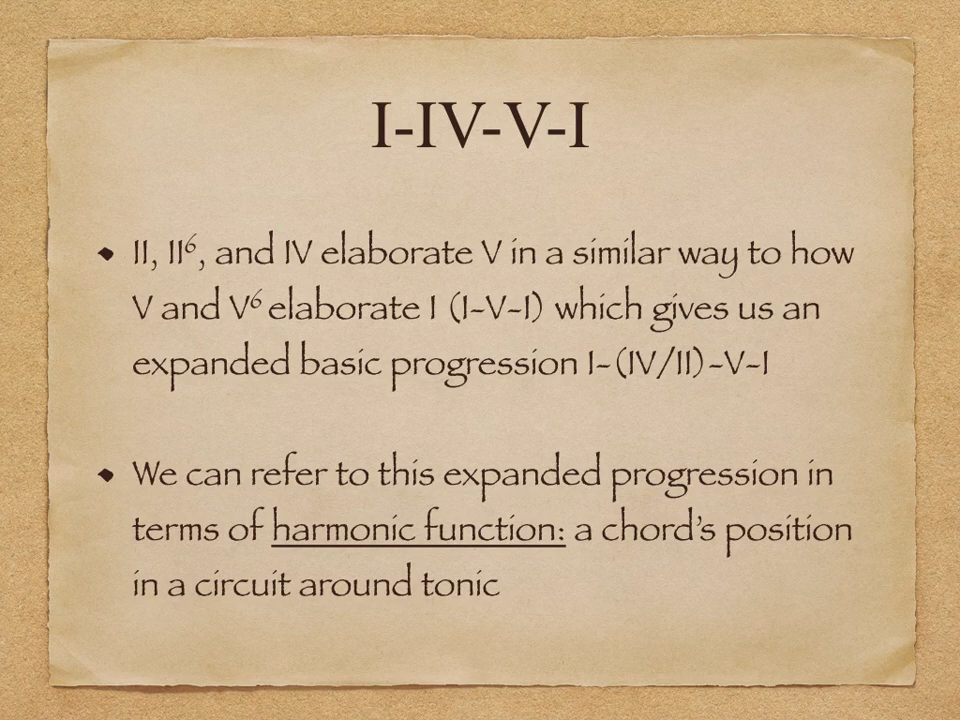 I-IV-V-I
• II, II⁶, and IV elaborate V in a similar way to how
V and V⁶ elaborate I (I-V-I) which gives us an
expanded basic progression I-(IV/II)-V-I
• We can refer to this expanded progression in
terms of harmonic function: a chord's position
in a circuit around tonic